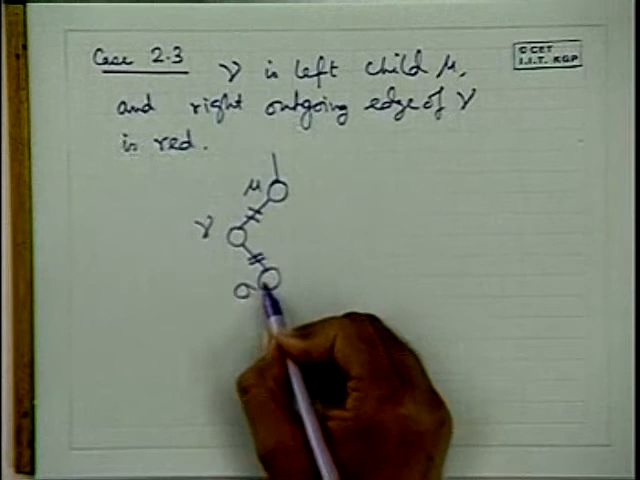 Case 2.3 ν is left child μ,
and right outgoing edge of ν
is red.
© CET
I.I.T. KGP
μ
ν
σ